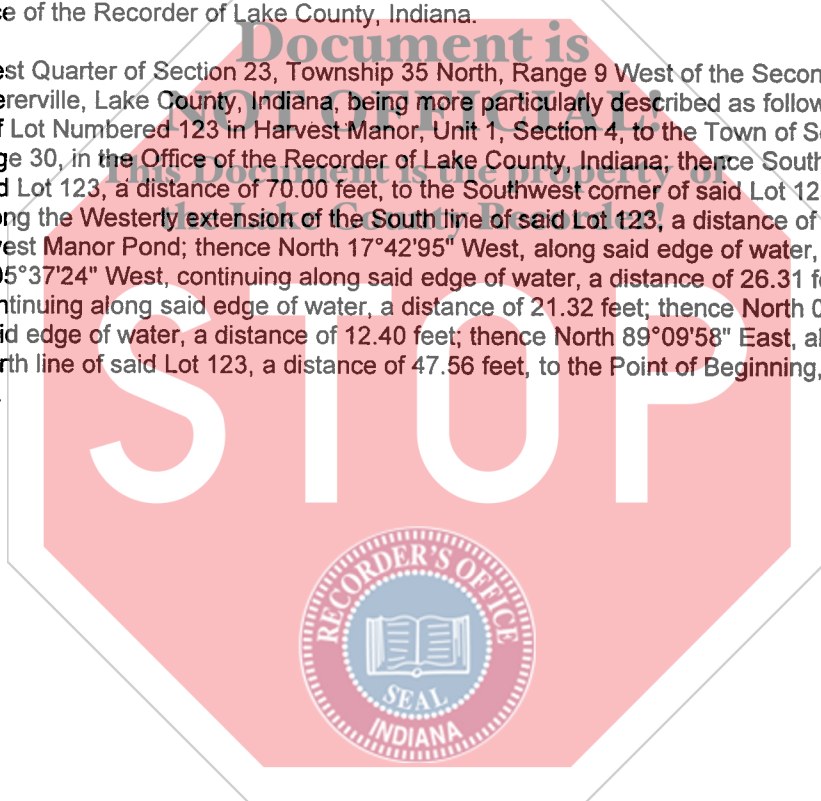 e of the Recorder of Lake County, Indiana.
Document is
est Quarter of Section 23, Township 35 North, Range 9 West of the Secon
ererville, Lake County, Indiana, being more particularly described as follow
NOT OFFICIAL!
f Lot Numbered 123 in Harvest Manor, Unit 1, Section 4, to the Town of S
ge 30, in the Office of the Recorder of Lake County, Indiana; thence South
This Document is the property of
d Lot 123, a distance of 70.00 feet, to the Southwest corner of said Lot 12
ng the Westerly extension of the South line of said Lot 123, a distance of
the Lake County Recorder!
est Manor Pond; thence North 17°42'95" West, along said edge of water,
05°37'24" West, continuing along said edge of water, a distance of 26.31 f
ntinuing along said edge of water, a distance of 21.32 feet; thence North 0
id edge of water, a distance of 12.40 feet; thence North 89°09'58" East, al
rth line of said Lot 123, a distance of 47.56 feet, to the Point of Beginning,
STOP
RECORDER'S OFFICE
SEAL
INDIANA